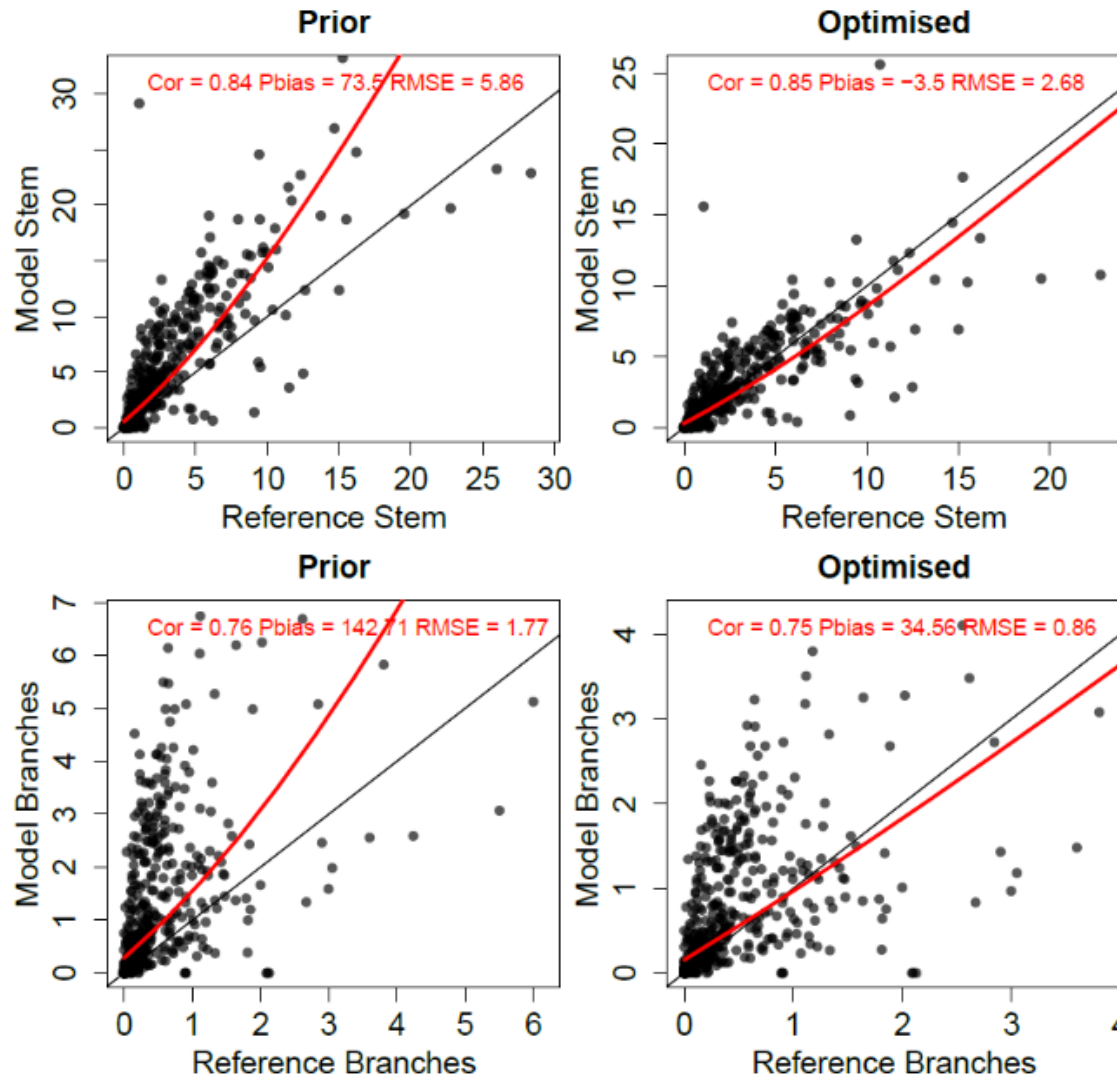 Prior
Optimised
Cor = 0.84 Pbias = 73.5 RMSE = 5.86
Cor = 0.85 Pbias = −3.5 RMSE = 2.68
Model Stem
0 5 10 20 30
0 5 10 15 20 25 30
Reference Stem
Model Stem
0 5 10 15 20 25
0 5 10 15 20
Reference Stem
Prior
Optimised
Cor = 0.76 Pbias = 142.71 RMSE = 1.77
Cor = 0.75 Pbias = 34.56 RMSE = 0.86
Model Branches
0 1 2 3 4 5 6 7
0 1 2 3 4 5 6
Reference Branches
Model Branches
0 1 2 3 4
0 1 2 3 4
Reference Branches